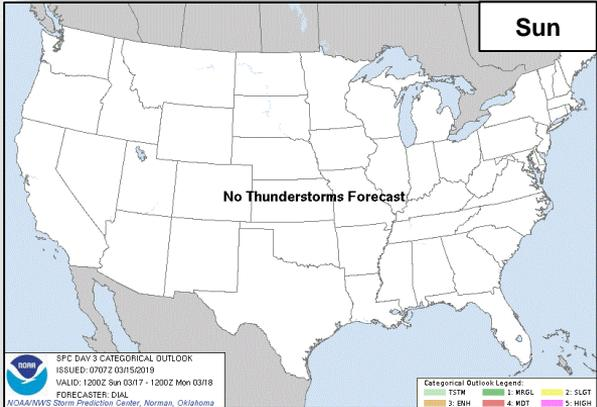 Sun
No Thunderstorms Forecast
NOAA
SPC DAY 3 CATEGORICAL OUTLOOK
ISSUED: 0707Z 03/15/2019
VALID: 1200Z Sun 03/17 - 1200Z Mon 03/18
FORECASTER: DIAL
NOAA/NWS Storm Prediction Center, Norman, Oklahoma
Categorical Outlook Legend:
TSTM 1: MRGL 2: SLGT
3: ENH 4: MDT 5: HIGH